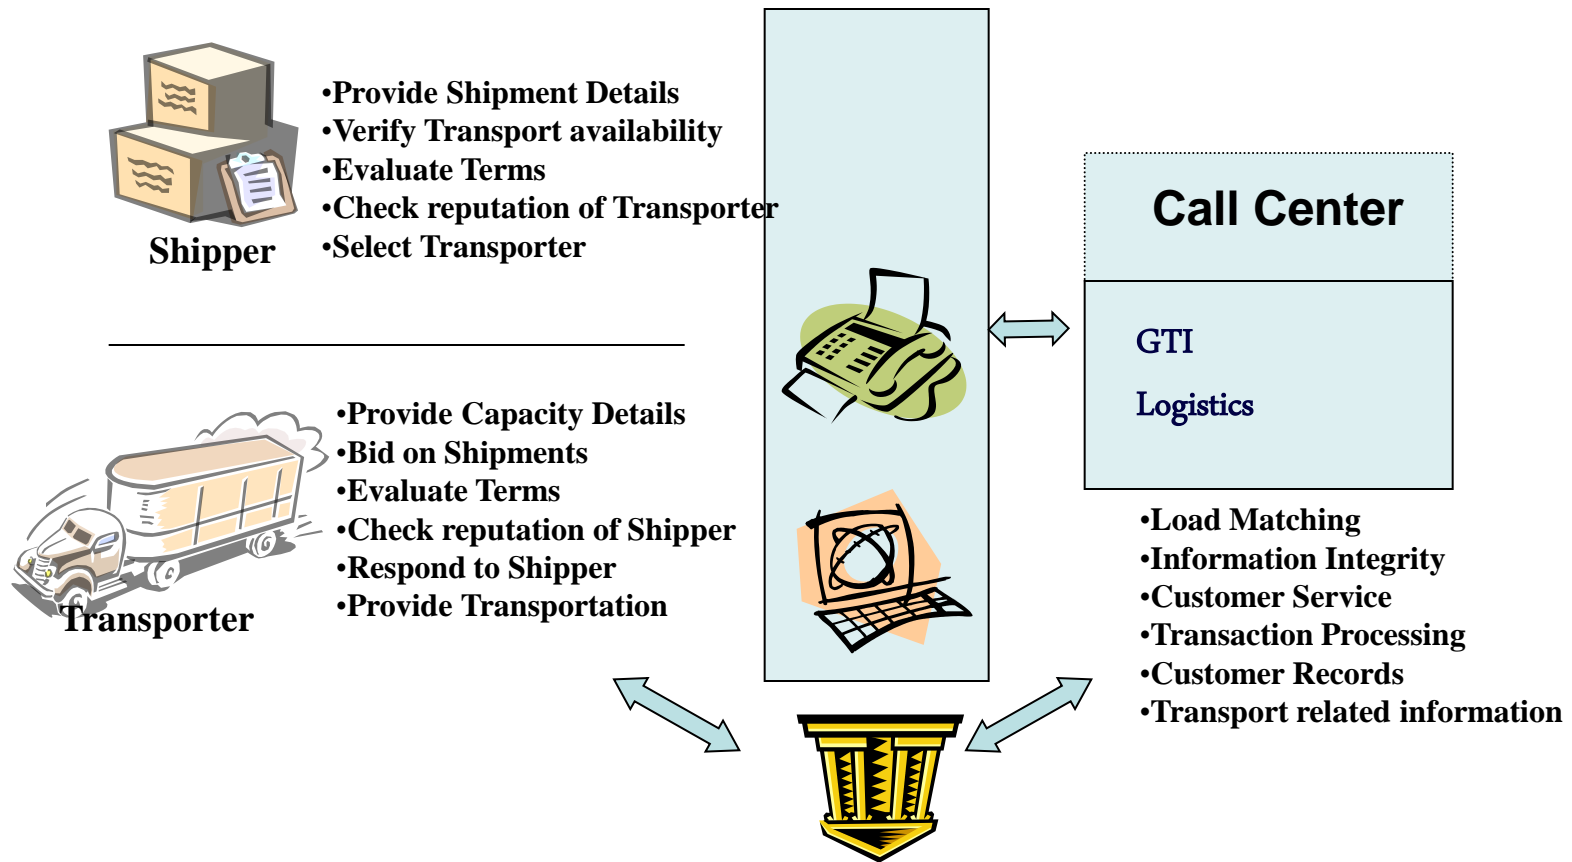 •Provide Shipment Details
•Verify Transport availability
•Evaluate Terms
•Check reputation of Transporter
•Select Transporter
Shipper
•Provide Capacity Details
•Bid on Shipments
•Evaluate Terms
•Check reputation of Shipper
•Respond to Shipper
•Provide Transportation
Transporter
Call Center
GTI
Logistics
•Load Matching
•Information Integrity
•Customer Service
•Transaction Processing
•Customer Records
•Transport related information